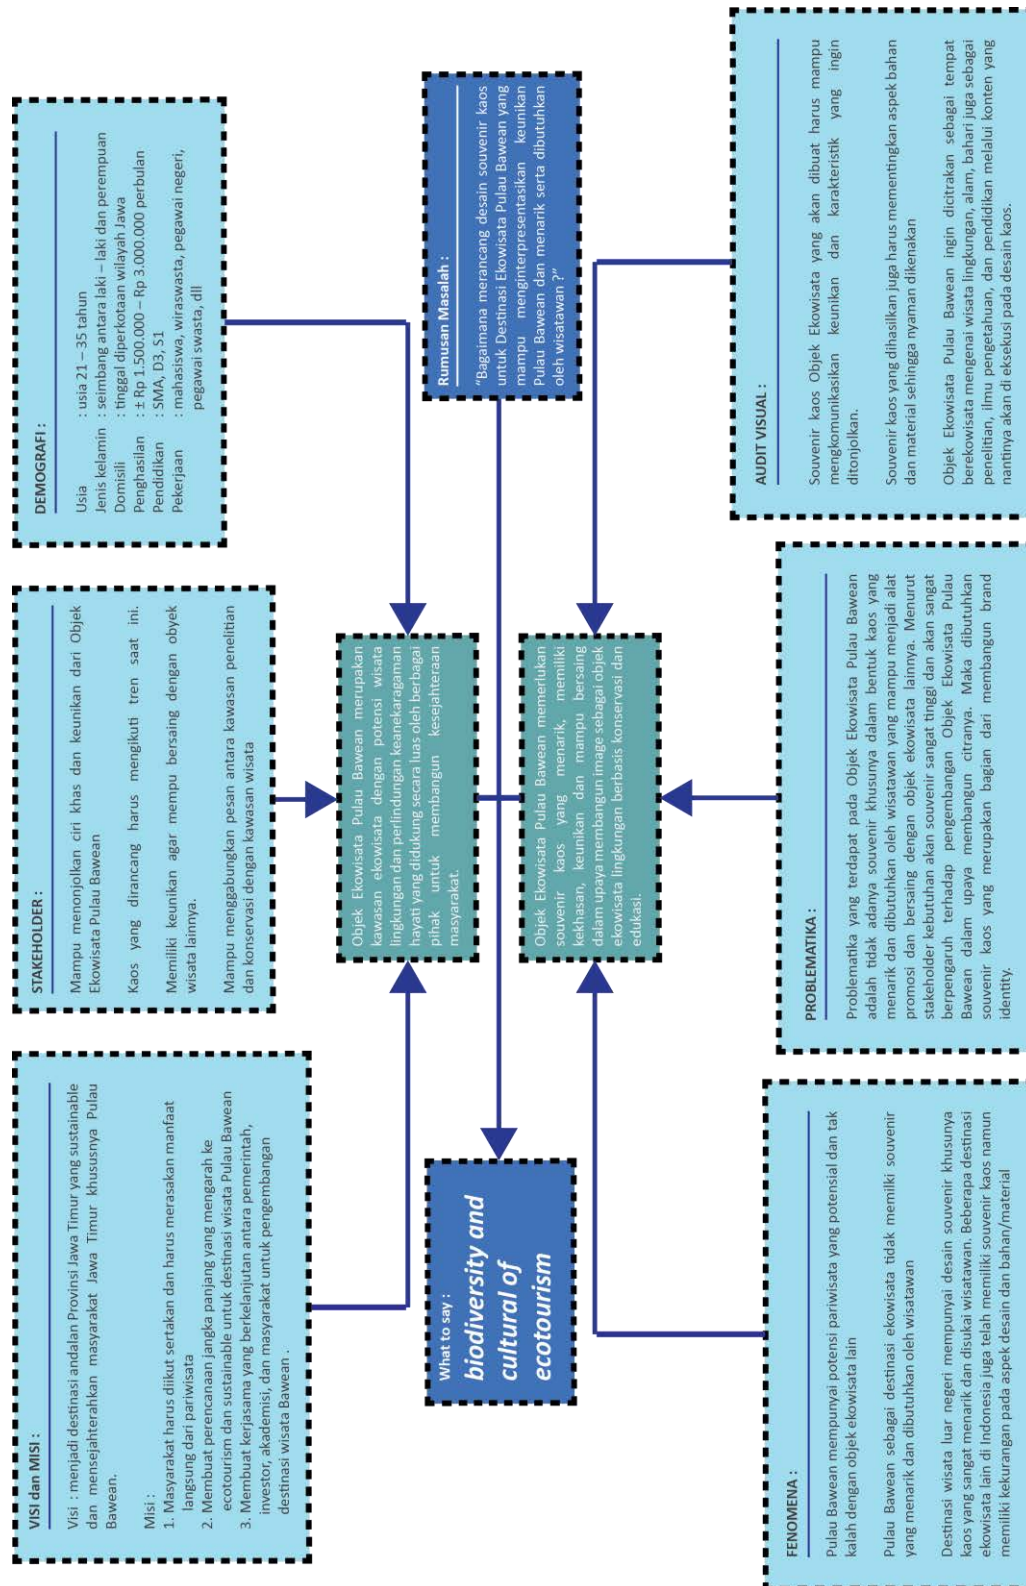 VISI dan MISI :
Visi : menjadi destinasi andalan Provinsi Jawa Timur yang sustainable
dan mensejahterahkan masyarakat Jawa Timur khususnya Pulau
Bawean.
Misi :
1. Masyarakat harus diikut sertakan dan harus merasakan manfaat
langsung dari pariwisata
2. Membuat perencanaan jangka panjang yang mengarah ke
ecotourism dan sustainable untuk destinasi wisata Pulau Bawean
3. Membuat kerjasama yang berkelanjutan antara pemerintah,
investor, akademisi, dan masyarakat untuk pengembangan
destinasi wisata Bawean .
STAKEHOLDER :
Mampu menonjolkan ciri khas dan keunikan dari Objek
Ekowisata Pulau Bawean
Kaos yang dirancang harus mengikuti tren saat ini.
Memiliki keunikan agar mempu bersaing dengan obyek
wisata lainnya.
Mampu menggabungkan pesan antara kawasan penelitian
dan konservasi dengan kawasan wisata
DEMOGRAFI :
Usia : usia 21 – 35 tahun
Jenis kelamin : seimbang antara laki – laki dan perempuan
Domisili : tinggal diperkotaan wilayah Jawa
Penghasilan : ± Rp 1.500.000 – Rp 3.000.000 perbulan
Pendidikan : SMA, D3, S1
Pekerjaan : mahasiswa, wiraswasta, pegawai negeri,
pegawai swasta, dll
What to say :
biodiversity and
cultural of
ecotourism
Objek Ekowisata Pulau Bawean merupakan
kawasan ekowisata dengan potensi wisata
lingkungan dan perlindungan keanekaragaman
hayati yang didukung secara luas oleh berbagai
pihak untuk membangun kesejahteraan
masyarakat.
Objek Ekowisata Pulau Bawean memerlukan
souvenir kaos yang menarik, memiliki
kekhasan, keunikan dan mampu bersaing
dalam upaya membangun image sebagai objek
ekowisata lingkungan berbasis konservasi dan
edukasi.
Rumusan Masalah :
“Bagaimana merancang desain souvenir kaos
untuk Destinasi Ekowisata Pulau Bawean yang
mampu menginterpresentasikan keunikan
Pulau Bawean dan menarik serta dibutuhkan
oleh wisatawan ?”
FENOMENA :
Pulau Bawean mempunyai potensi pariwisata yang potensial dan tak
kalah dengan objek ekowisata lain
Pulau Bawean sebagai destinasi ekowisata tidak memilki souvenir
yang menarik dan dibutuhkan oleh wisatawan
Destinasi wisata luar negeri mempunyai desain souvenir khusunya
kaos yang sangat menarik dan disukai wisatawan. Beberapa destinasi
ekowisata lain di Indonesia juga telah memiliki souvenir kaos namun
memiliki kekurangan pada aspek desain dan bahan/material
PROBLEMATIKA :
Problematika yang terdapat pada Objek Ekowisata Pulau Bawean
adalah tidak adanya souvenir khusunya dalam bentuk kaos yang
menarik dan dibutuhkan oleh wisatawan yang mampu menjadi alat
promosi dan bersaing dengan objek ekowisata lainnya. Menurut
stakeholder kebutuhan akan souvenir sangat tinggi dan akan sangat
berpengaruh terhadap pengembangan Objek Ekowisata Pulau
Bawean dalam upaya membangun citranya. Maka dibutuhkan
souvenir kaos yang merupakan bagian dari membangun brand
identity.
AUDIT VISUAL :
Souvenir kaos Objek Ekowisata yang akan dibuat harus mampu
mengkomunikasikan keunikan dan karakteristik yang ingin
ditonjolkan.
Souvenir kaos yang dihasilkan juga harus mementingkan aspek bahan
dan material sehingga nyaman dikenakan
Objek Ekowisata Pulau Bawean ingin dicitrakan sebagai tempat
berekowisata mengenai wisata lingkungan, alam, bahari juga sebagai
penelitian, ilmu pengetahuan, dan pendidikan melalui konten yang
nantinya akan di eksekusi pada desain kaos.